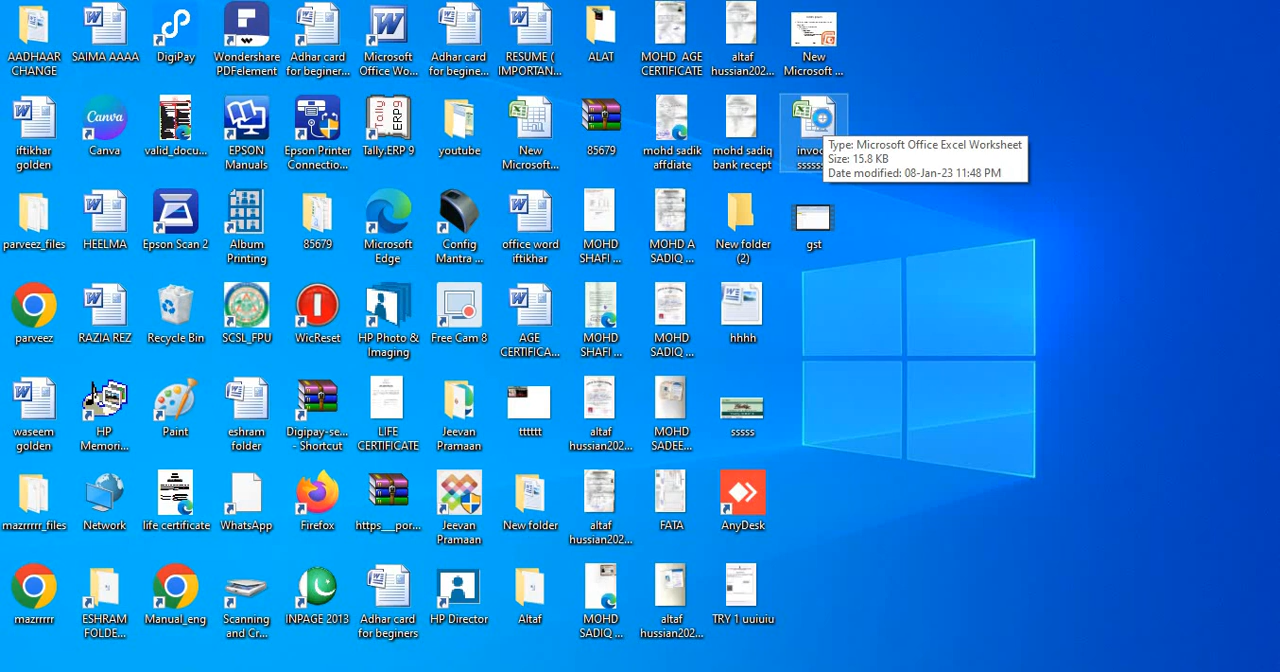 AADHAAR
CHANGE
SAIMA AAAA
DigiPay
Wondershare
PDFelement
Adhar card
for beginer...
Microsoft
Office Wo...
Adhar card
for begine...
RESUME (
IMPORTAN...
ALAT
MOHD AGE
CERTIFICATE
altaf
hussian202...
New
Microsoft ...
iftikhar
golden
Canva
Canva
valid_docu...
EPSON
Manuals
Epson Printer
Connectio...
Tally
ERP9
Tally.ERP 9
youtube
New
Microsoft...
85679
mohd sadik
affdiate
mohd sadiq
bank recept
Type: Microsoft Office Excel Worksheet
Size: 15.8 KB
Date modified: 08-Jan-23 11:48 PM
parveez_files
HEELMA
Epson Scan 2
Album
Printing
85679
Microsoft
Edge
Config
Mantra ...
office word
iftikhar
MOHD
SHAFI ...
MOHD A
SADIQ ...
New folder
(2)
gst
parveez
RAZIA REZ
Recycle Bin
SCSL_FPU
WicReset
HP Photo &
Imaging
Free Cam 8
AGE
CERTIFICA...
MOHD
SHAFI ...
MOHD
SADIQ ...
hhhh
waseem
golden
HP
Memori...
Paint
eshram
folder
Digipay-se...
- Shortcut
LIFE
CERTIFICATE
Jeevan
Pramaan
tttttt
altaf
hussian202...
MOHD
SADEE...
sssss
mazrrrrr_files
Network
life certificate
WhatsApp
Firefox
https__por...
Jeevan
Pramaan
New folder
altaf
hussian202...
FATA
AnyDesk
mazrrrrr
ESHRAM
FOLDE...
Manual_eng
Scanning
and Cr...
INPAGE 2013
Adhar card
for beginers
HP Director
Altaf
MOHD
SADIQ ...
altaf
hussian202...
TRY 1 uuiuiu